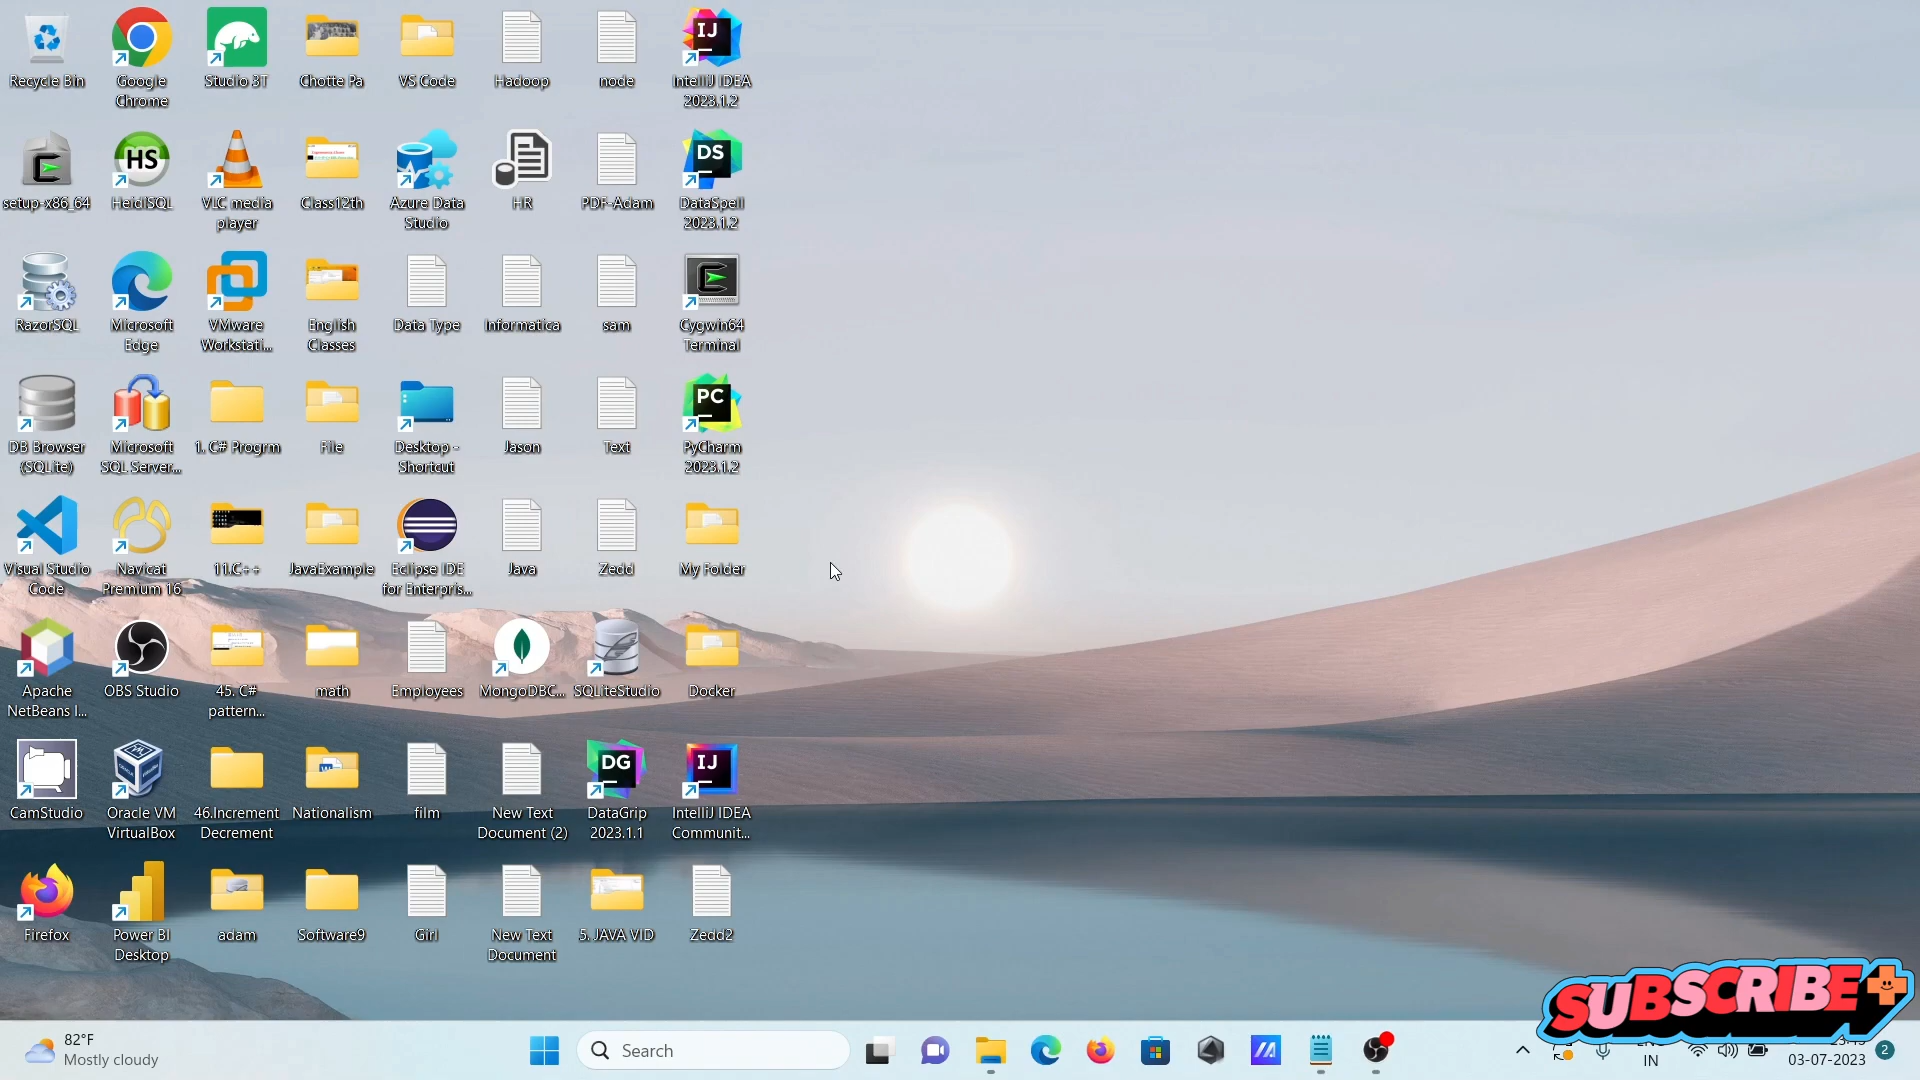 Recycle Bin
Google
Chrome
Studio 3T
Chotte Pa
VS Code
Hadoop
node
IJ
IntelliJ IDEA
2023.1.2
setup-x86_64
HS
HeidiSQL
VLC media
player
Class12th
Azure Data
Studio
HR
PDF-Adam
DS
DataSpell
2023.1.2
RazorSQL
Microsoft
Edge
VMware
Workstati...
English
Classes
Data Type
Informatica
sam
Cygwin64
Terminal
DB Browser
(SQLite)
Microsoft
SQL Server...
1. C# Progrm
File
Desktop -
Shortcut
Jason
Text
PC
PyCharm
2023.1.2
Visual Studio
Code
Navicat
Premium 16
11.C++
JavaExample
Eclipse IDE
for Enterpris...
Java
Zedd
My Folder
Apache
NetBeans I...
OBS Studio
45. C#
pattern...
math
Employees
MongoDBC...
SQLiteStudio
Docker
CamStudio
Oracle VM
VirtualBox
46.Increment
Decrement
Nationalism
film
New Text
Document (2)
DG
DataGrip
2023.1.1
IJ
IntelliJ IDEA
Communit...
Firefox
Power BI
Desktop
adam
Software9
Girl
New Text
Document
5. JAVA VID
Zedd2
SUBSCRIBE
82°F
Mostly cloudy
Search
IN
03-07-2023
2